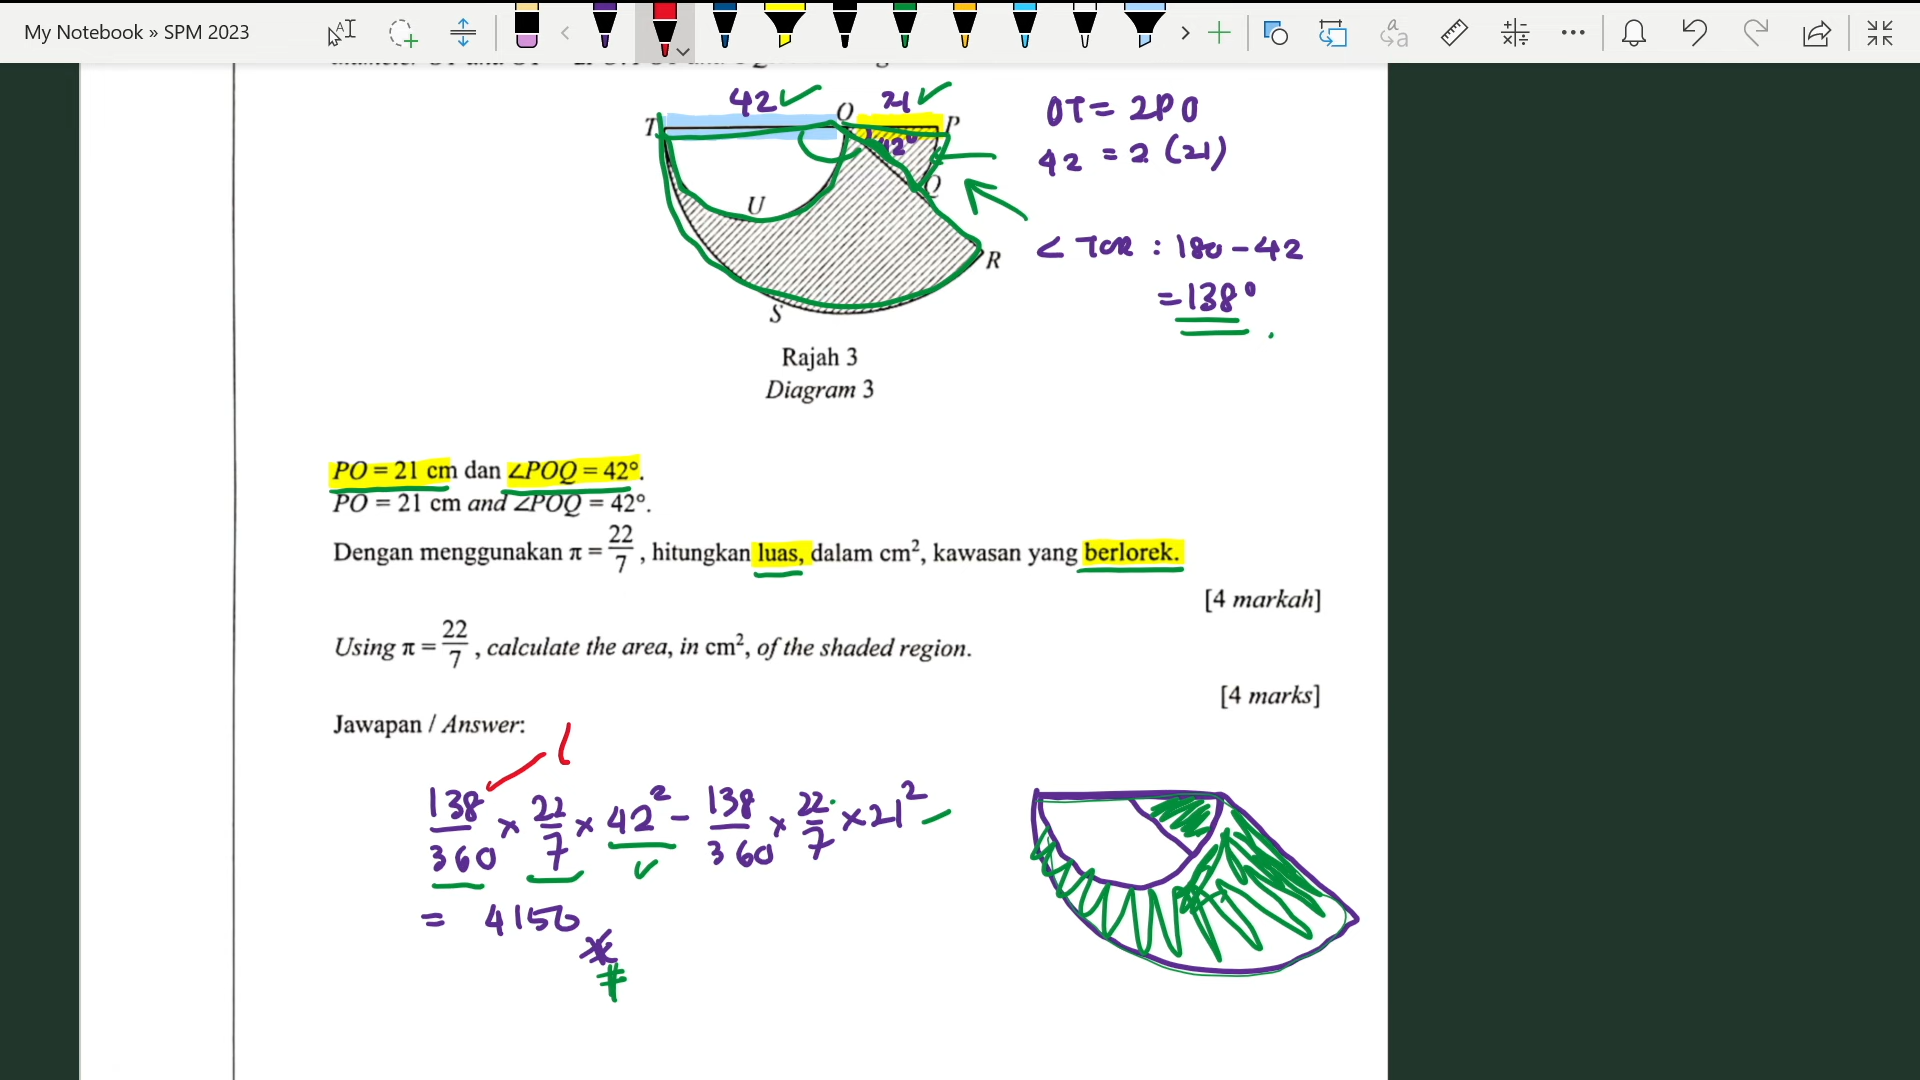 My Notebook » SPM 2023
42 ✓ 21 ✓
T O P
42°
Q
U
R
S
OT = 2PO
42 = 2 (21)
∠ TOR : 180 - 42
= 138°
Rajah 3
Diagram 3
PO = 21 cm dan ∠POQ = 42°.
PO = 21 cm and ∠POQ = 42°.
Dengan menggunakan π = 22/7, hitungkan luas, dalam cm², kawasan yang berlorek.
[4 markah]
Using π = 22/7, calculate the area, in cm², of the shaded region.
[4 marks]
Jawapan / Answer:
138/360 × 22/7 × 42² - 138/360 × 22/7 × 21²